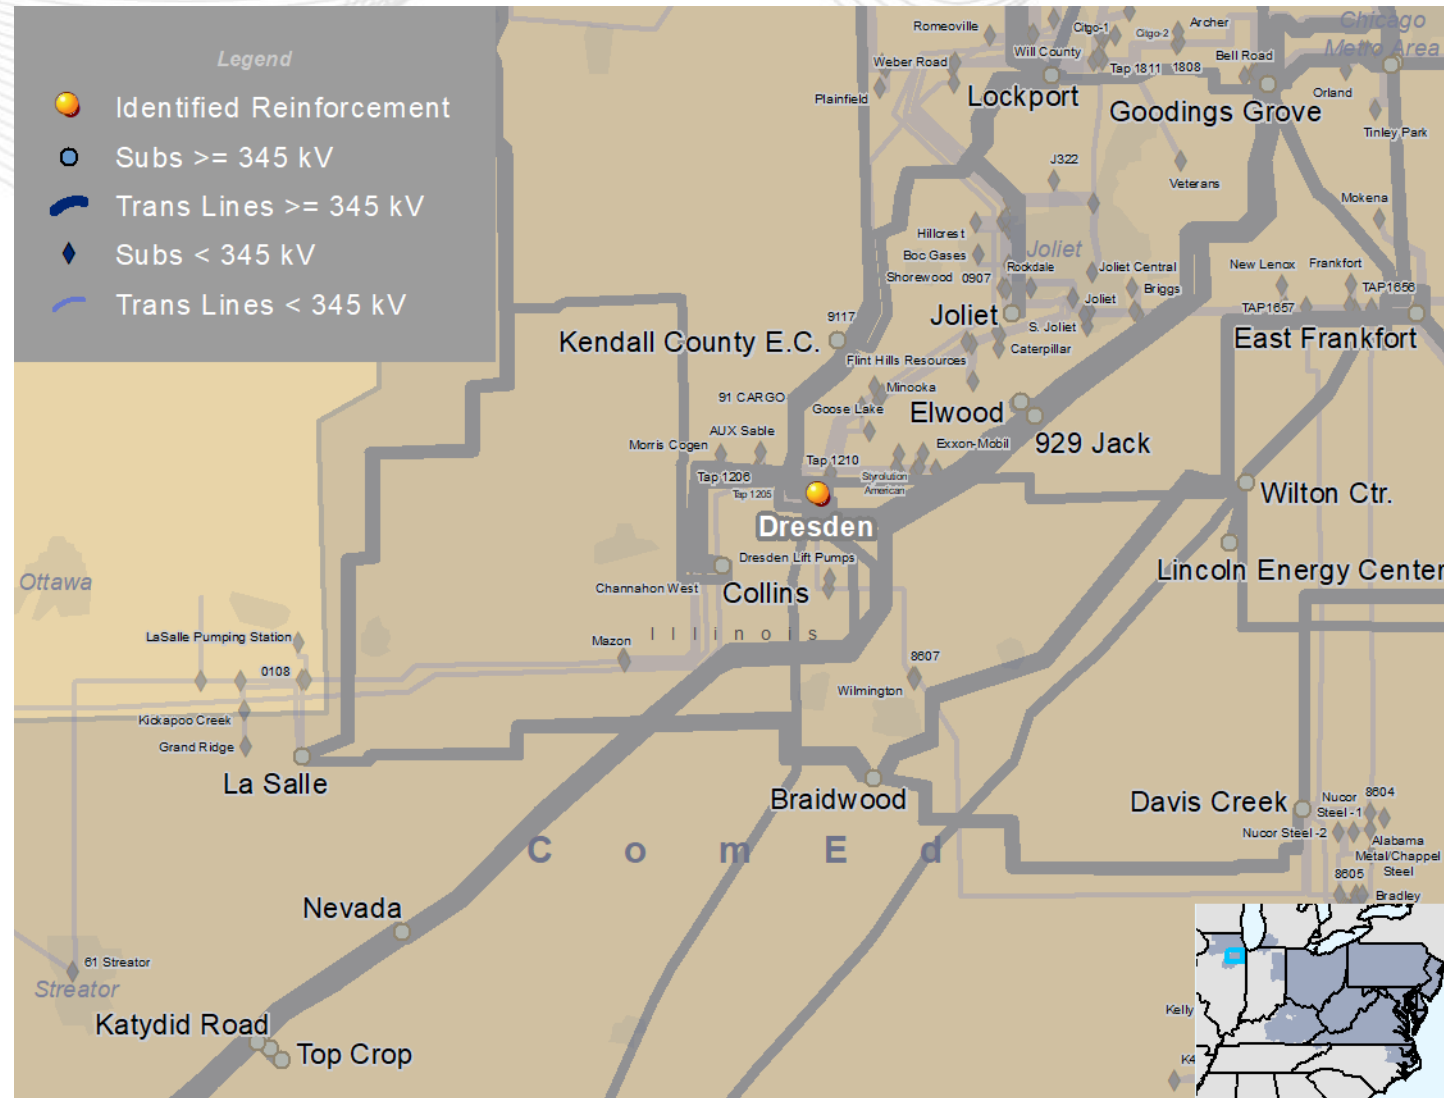 Legend
Identified Reinforcement
Subs >= 345 kV
Trans Lines >= 345 kV
Subs < 345 kV
Trans Lines < 345 kV
Chicago
Metro Area
Romeoville
Citgo-1
Citgo-2
Archer
Will County
Weber Road
Tap 1811
1808
Bell Road
Plainfield
Lockport
Goodings Grove
Orland
Tinley Park
J322
Veterans
Mokena
Hillcrest
Joliet
Boc Gases
Shorewood
0907
Rockdale
Joliet Central
New Lenox
Frankfort
Briggs
TAP1656
Joliet
TAP1657
9117
Joliet
S. Joliet
East Frankfort
Kendall County E.C.
Caterpillar
Flint Hills Resources
Minooka
91 CARGO
Goose Lake
Elwood
AUX Sable
Morris Cogen
Exxon-Mobil
929 Jack
Tap 1210
Tap 1206
Styrolution
American
Tap 1205
Wilton Ctr.
Dresden
Dresden Lift Pumps
Lincoln Energy Center
Ottawa
Channahon West
Collins
Illinois
LaSalle Pumping Station
Mazon
8607
0108
Wilmington
Kickapoo Creek
Grand Ridge
La Salle
Braidwood
Davis Creek
Nucor
Steel -1
8604
Nucor Steel -2
ComEd
Alabama
Metal/Chappel
Steel
8605
Bradley
Nevada
61 Streator
Streator
Katydid Road
Kelly
Top Crop
K4